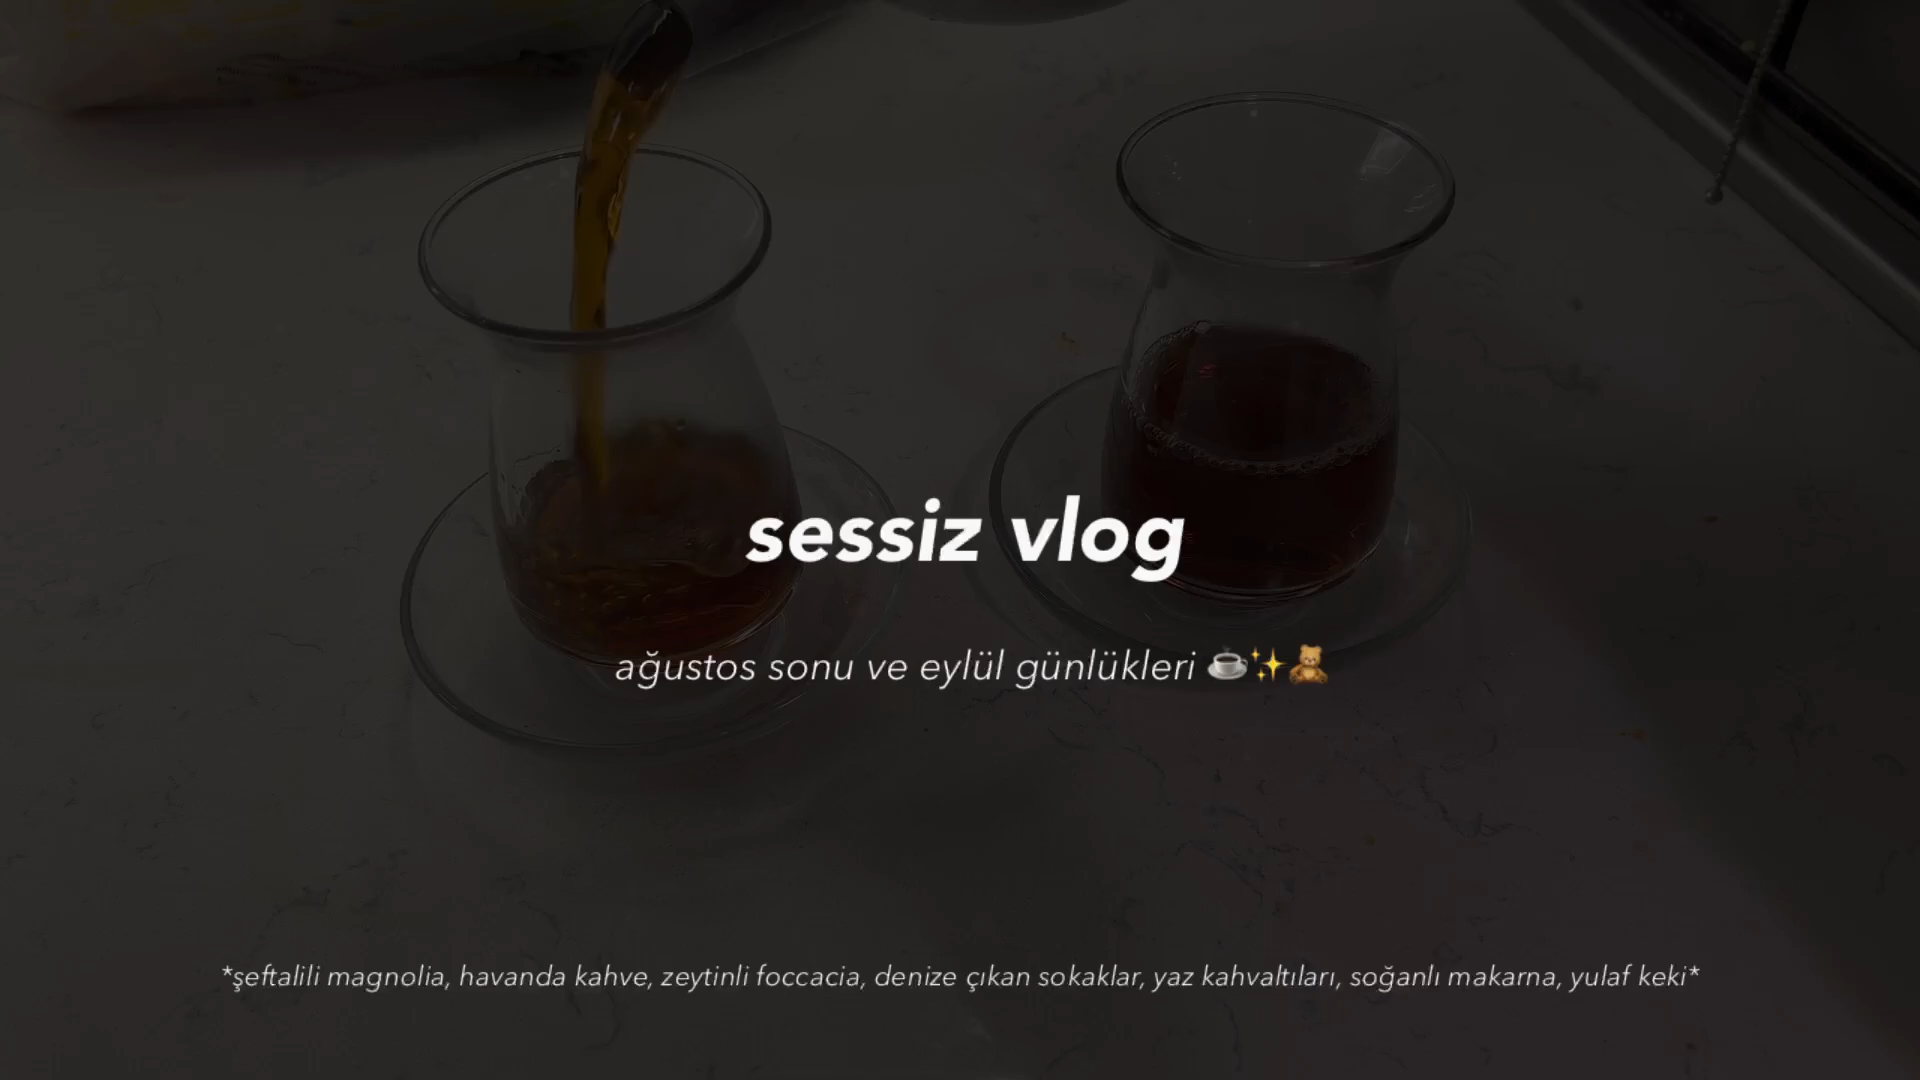 sessiz vlog
ağustos sonu ve eylül günlükleri ☕✨🧸
*şeftalili magnolia, havanda kahve, zeytinli foccacia, denize çıkan sokaklar, yaz kahvaltıları, soğanlı makarna, yulaf keki*